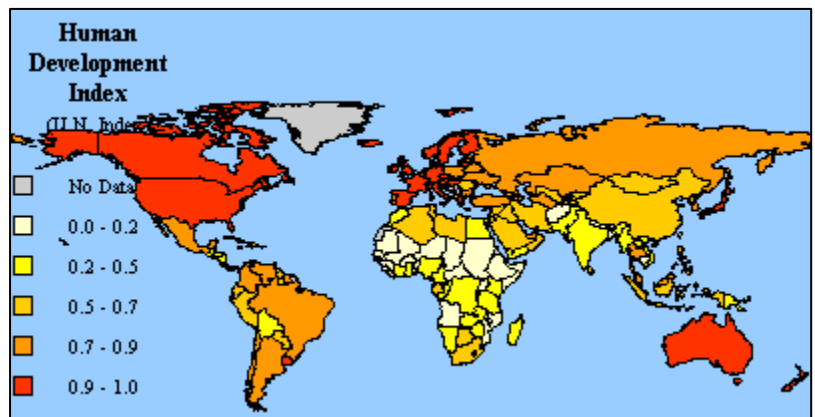 Human
Development
Index
(U.N. Index
No Data
0.0 - 0.2
0.2 - 0.5
0.5 - 0.7
0.7 - 0.9
0.9 - 1.0